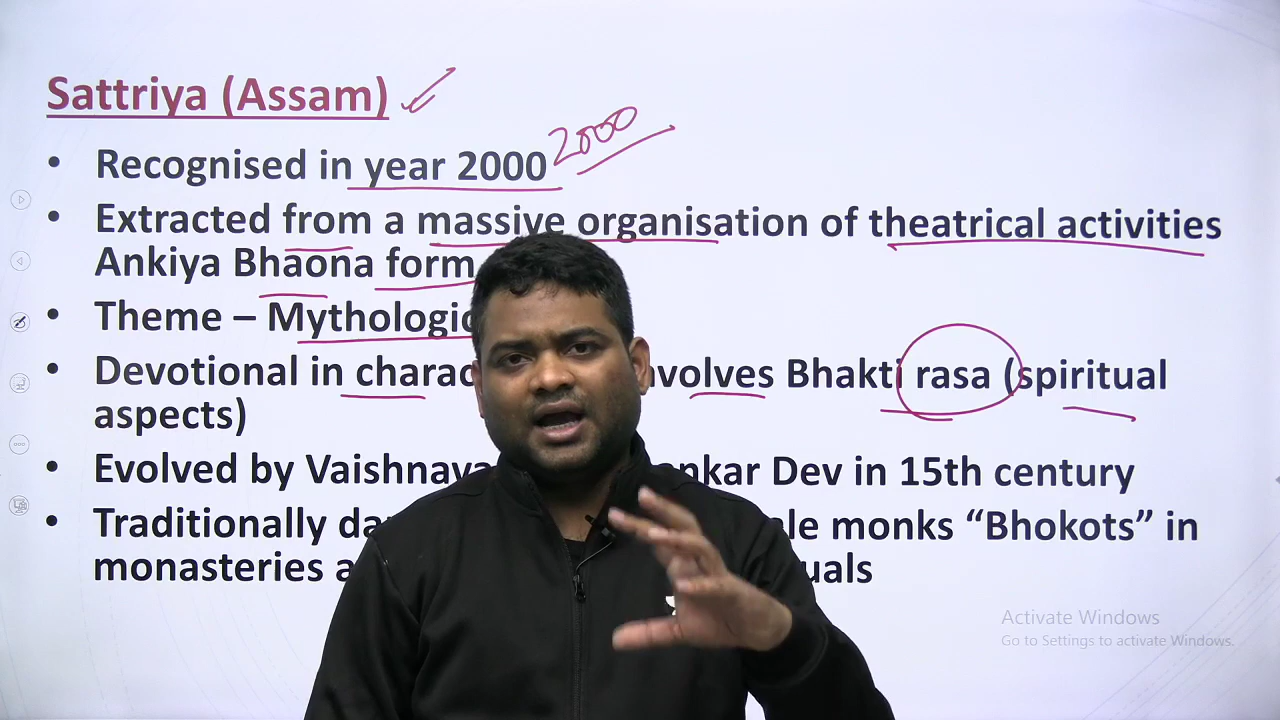 Sattriya (Assam)
• Recognised in year 2000 2000
• Extracted from a massive organisation of theatrical activities
Ankiya Bhaona form
• Theme – Mythologic
• Devotional in charac volves Bhakti rasa (spiritual
aspects)
• Evolved by Vaishnava nkar Dev in 15th century
• Traditionally da le monks “Bhokots” in
monasteries a uals
Activate Windows
Go to Settings to activate Windows.